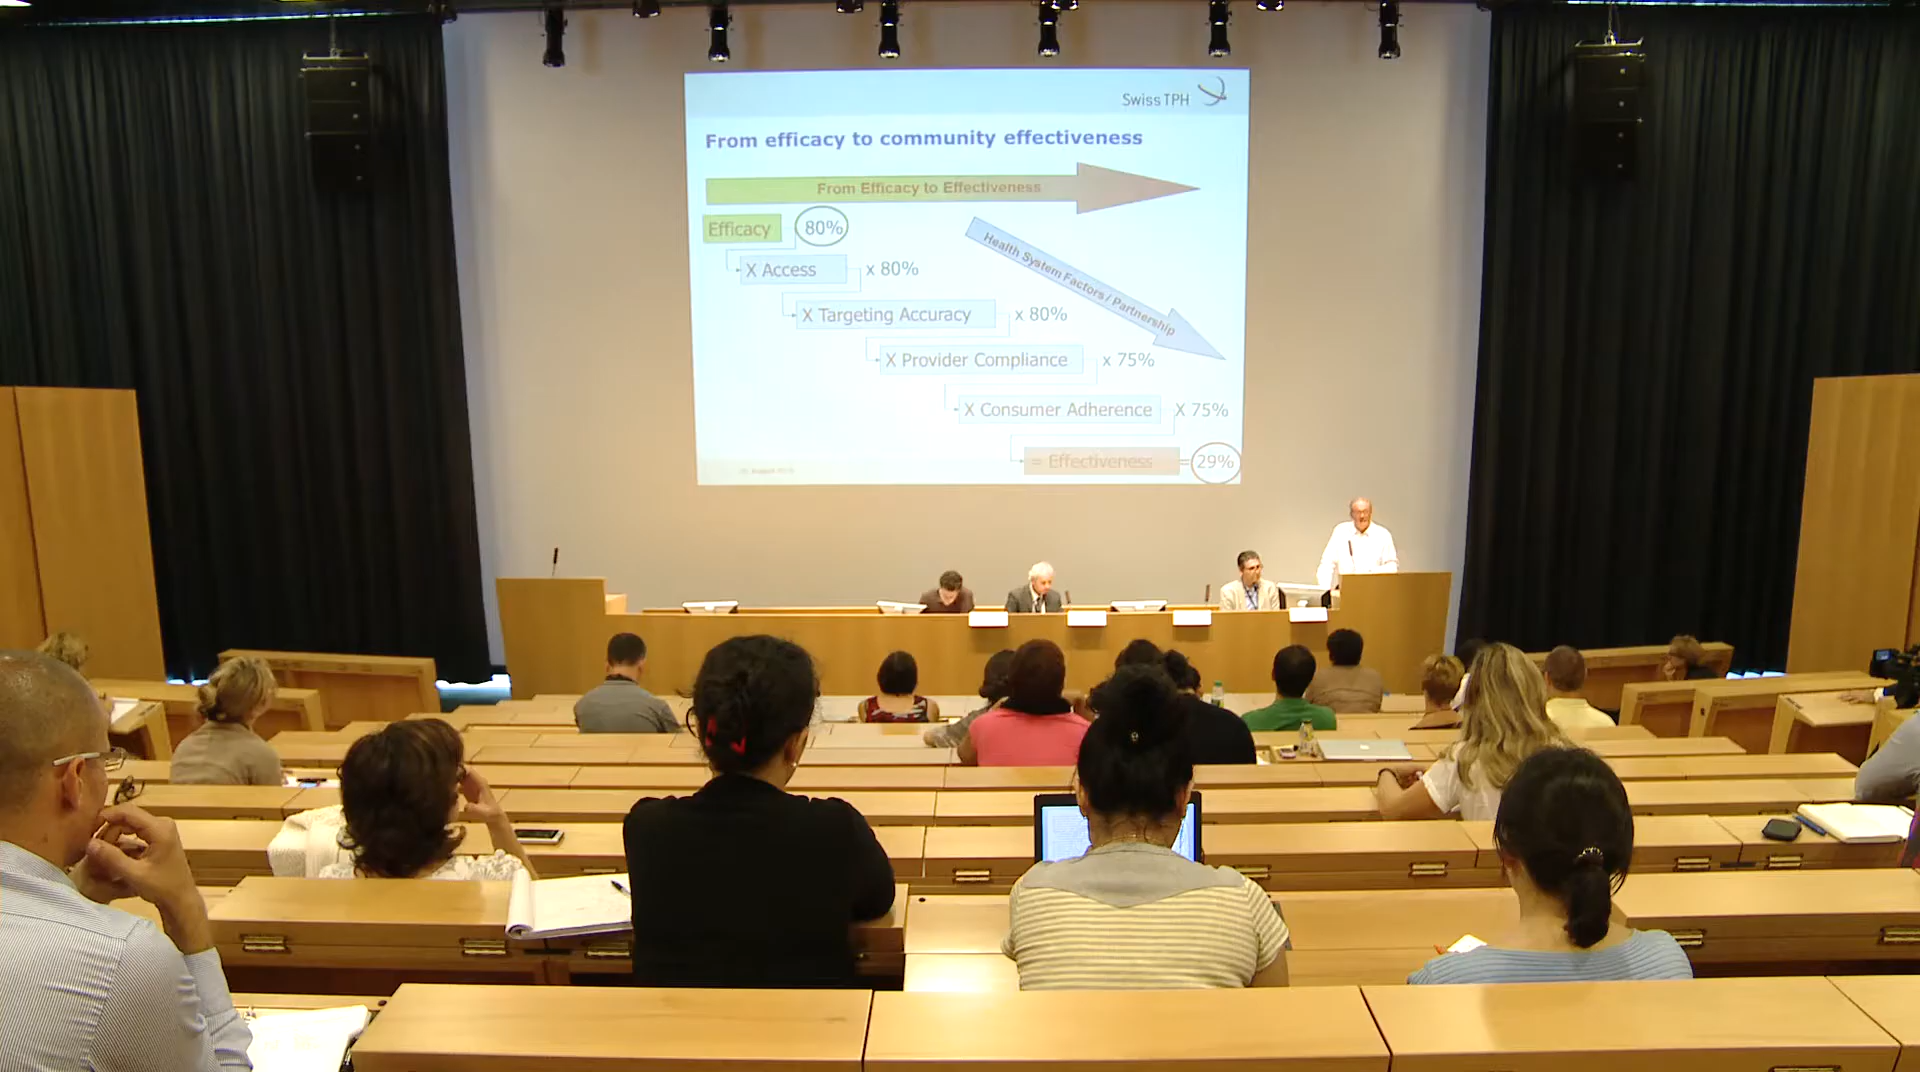 Swiss TPH
From efficacy to community effectiveness
From Efficacy to Effectiveness
Efficacy 80%
Health System Factors / Partnership
X Access x 80%
X Targeting Accuracy x 80%
X Provider Compliance x 75%
X Consumer Adherence X 75%
= Effectiveness = 29%